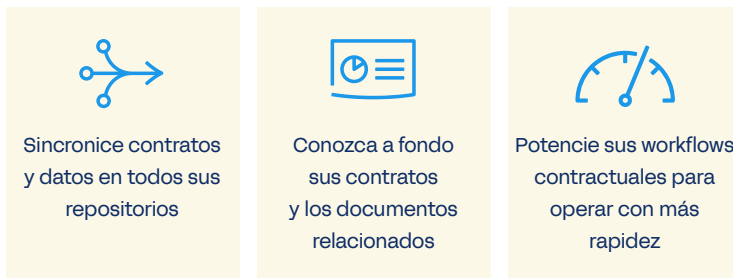 Sincronice contratos
y datos en todos sus
repositorios
Conozca a fondo
sus contratos
y los documentos
relacionados
Potencie sus workflows
contractuales para
operar con más
rapidez